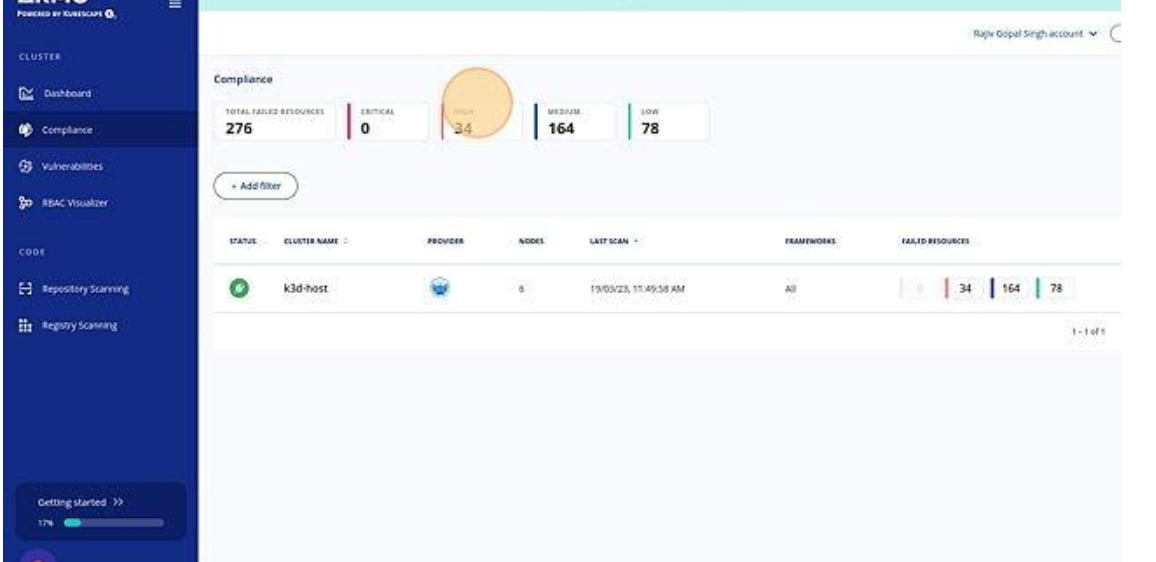 POWERED BY KUBESCAPE
Rajiv Gopal Singh account
CLUSTER
Dashboard
Compliance
Vulnerabilities
RBAC Visualizer
CODE
Repository Scanning
Registry Scanning
Getting started >>
17%
Compliance
TOTAL FAILED RESOURCES CRITICAL HIGH MEDIUM LOW
276 0 34 164 78
+ Add filter
STATUS CLUSTER NAME PROVIDER NODES LAST SCAN FRAMEWORKS FAILED RESOURCES
k3d-host 6 19/03/23, 11:49:58 AM All 0 34 164 78
1 - 1 of 1